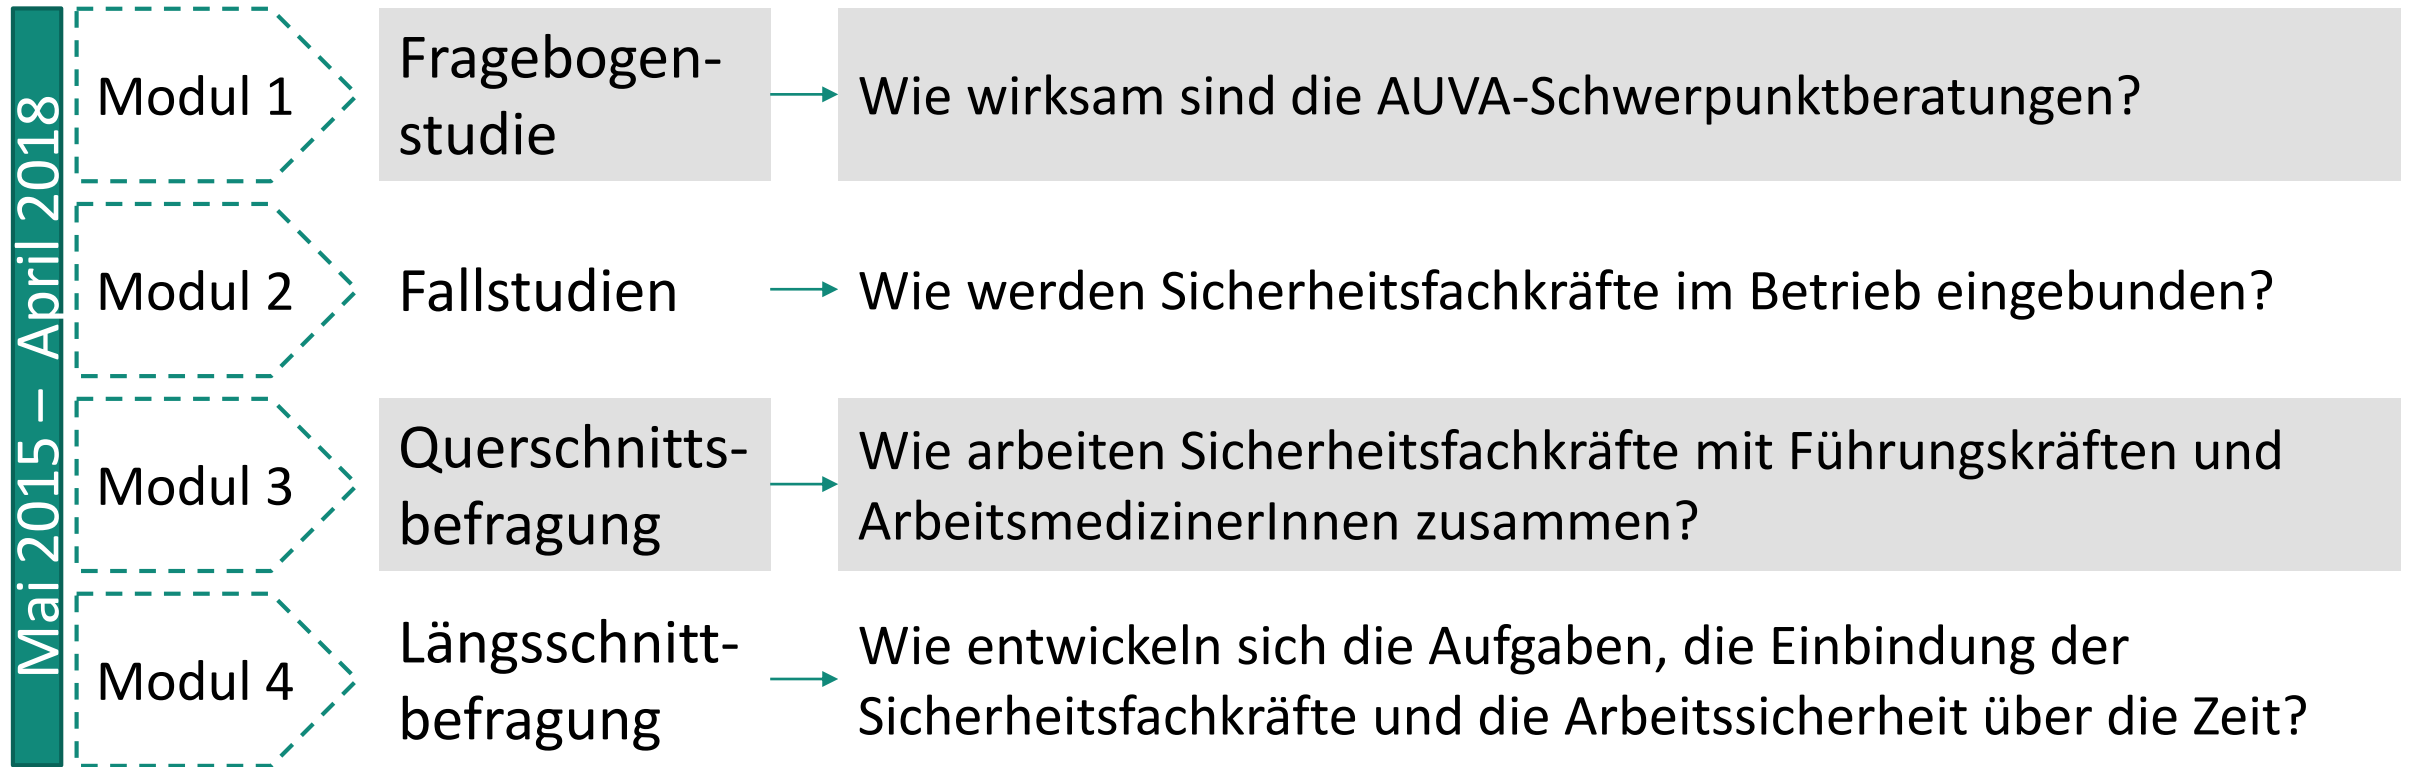 Mai 2015 – April 2018
Modul 1
Fragebogen-
studie
Wie wirksam sind die AUVA-Schwerpunktberatungen?
Modul 2
Fallstudien
Wie werden Sicherheitsfachkräfte im Betrieb eingebunden?
Modul 3
Querschnitts-
befragung
Wie arbeiten Sicherheitsfachkräfte mit Führungskräften und
ArbeitsmedizinerInnen zusammen?
Modul 4
Längsschnitt-
befragung
Wie entwickeln sich die Aufgaben, die Einbindung der
Sicherheitsfachkräfte und die Arbeitssicherheit über die Zeit?